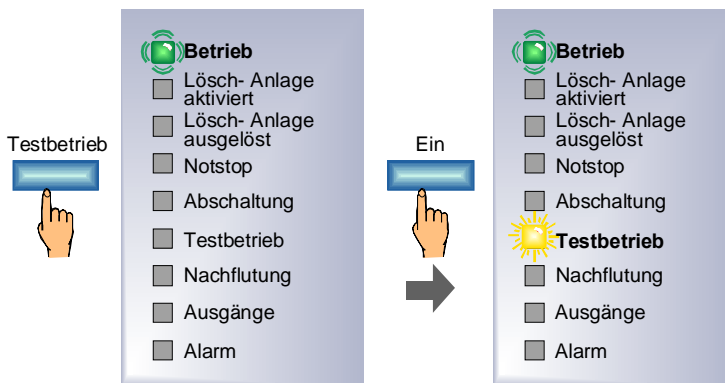 Testbetrieb
Betrieb
Lösch- Anlage
aktiviert
Lösch- Anlage
ausgelöst
Notstop
Abschaltung
Testbetrieb
Nachflutung
Ausgänge
Alarm
Ein
Betrieb
Lösch- Anlage
aktiviert
Lösch- Anlage
ausgelöst
Notstop
Abschaltung
Testbetrieb
Nachflutung
Ausgänge
Alarm